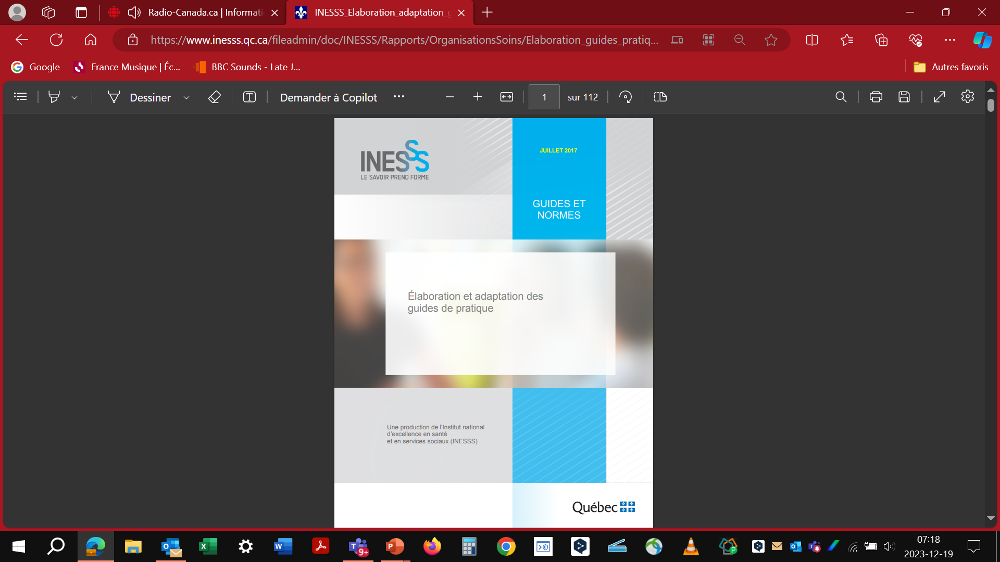 Radio-Canada.ca | Informati
INESSS_Elaboration_adaptation_g
https://www.inesss.qc.ca/fileadmin/doc/INESSS/Rapports/OrganisationsSoins/Elaboration_guides_pratiq...
Google
France Musique | Éc...
BBC Sounds - Late J...
Autres favoris
Dessiner
Demander à Copilot
1
sur 112
INESSS
LE SAVOIR PREND FORME
JUILLET 2017
GUIDES ET
NORMES
Élaboration et adaptation des
guides de pratique
Une production de l'Institut national
d'excellence en santé
et en services sociaux (INESSS)
Québec
9+
07:18
2023-12-19